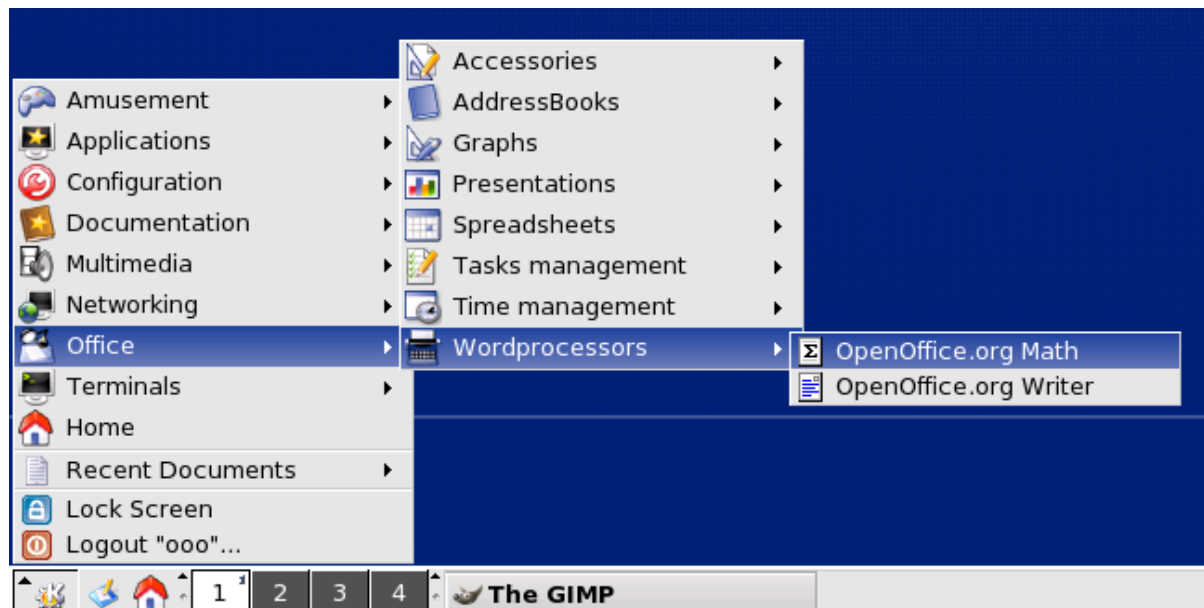 Amusement
Applications
Configuration
Documentation
Multimedia
Networking
Office
Terminals
Home
Recent Documents
Lock Screen
Logout "ooo"...
Accessories
AddressBooks
Graphs
Presentations
Spreadsheets
Tasks management
Time management
Wordprocessors
OpenOffice.org Math
OpenOffice.org Writer
1 2 3 4 The GIMP